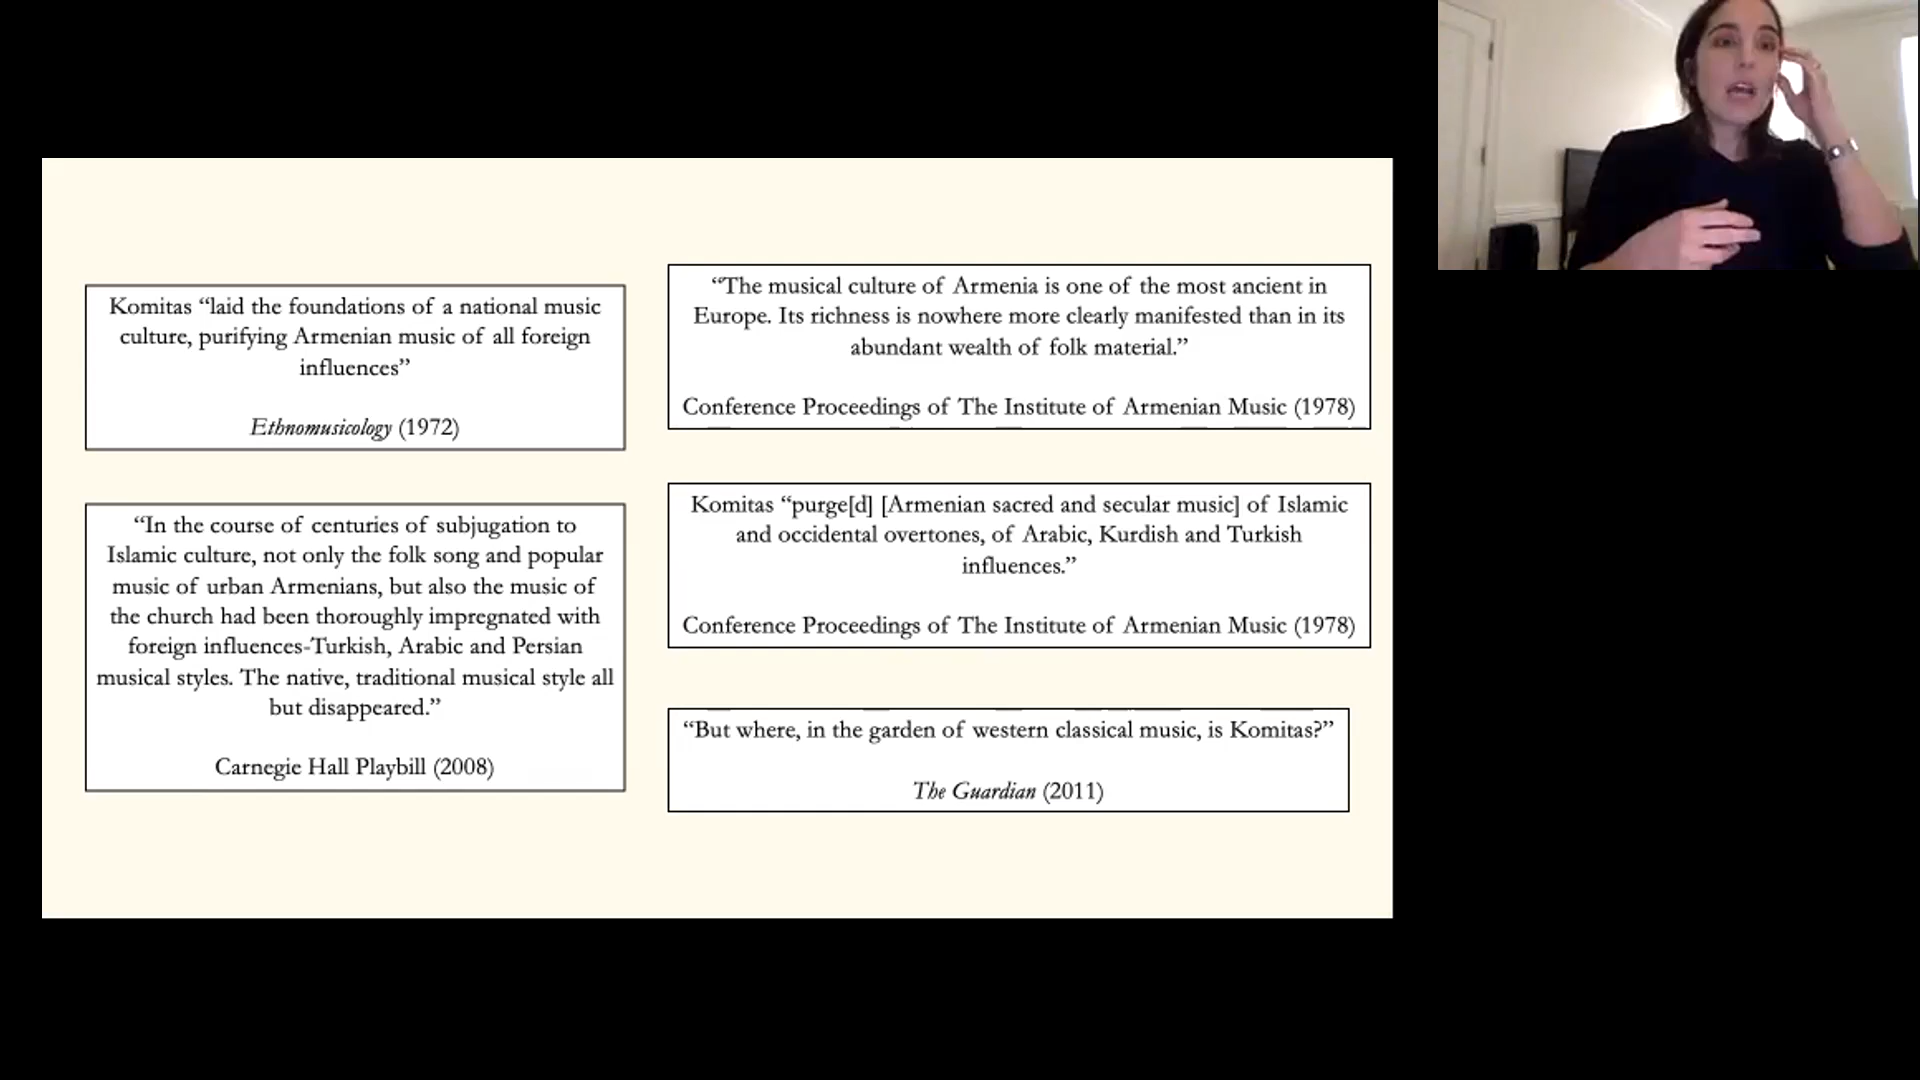 Komitas “laid the foundations of a national music
culture, purifying Armenian music of all foreign
influences”
Ethnomusicology (1972)
“In the course of centuries of subjugation to
Islamic culture, not only the folk song and popular
music of urban Armenians, but also the music of
the church had been thoroughly impregnated with
foreign influences-Turkish, Arabic and Persian
musical styles. The native, traditional musical style all
but disappeared.”
Carnegie Hall Playbill (2008)
“The musical culture of Armenia is one of the most ancient in
Europe. Its richness is nowhere more clearly manifested than in its
abundant wealth of folk material.”
Conference Proceedings of The Institute of Armenian Music (1978)
Komitas “purge[d] [Armenian sacred and secular music] of Islamic
and occidental overtones, of Arabic, Kurdish and Turkish
influences.”
Conference Proceedings of The Institute of Armenian Music (1978)
“But where, in the garden of western classical music, is Komitas?”
The Guardian (2011)